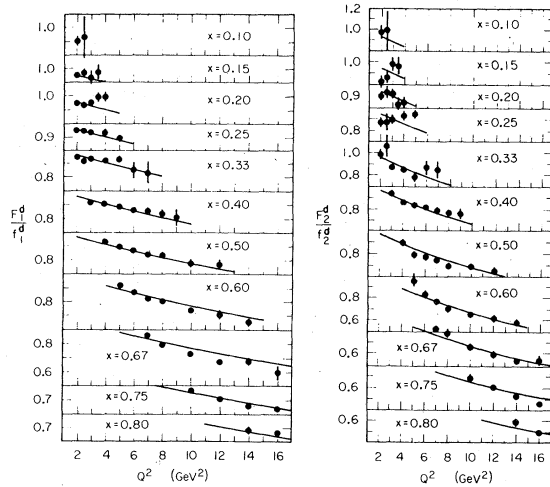 1.0
x = 0.10
1.0
x = 0.15
1.0
x = 0.20
0.9
x = 0.25
0.8
x = 0.33
0.8
x = 0.40
0.8
x = 0.50
0.8
x = 0.60
0.8
0.6
x = 0.67
0.7
x = 0.75
0.7
x = 0.80
F₁ᵈ
f₁ᵈ
2 4 6 8 10 12 14 16
Q² (GeV²)
1.2
1.0
x = 0.10
1.0
x = 0.15
0.9
x = 0.20
0.8
x = 0.25
1.0
0.8
x = 0.33
0.8
x = 0.40
0.8
x = 0.50
0.8
0.6
x = 0.60
0.6
x = 0.67
0.6
x = 0.75
0.6
x = 0.80
F₂ᵈ
f₂ᵈ
2 4 6 8 10 12 14 16
Q² (GeV²)